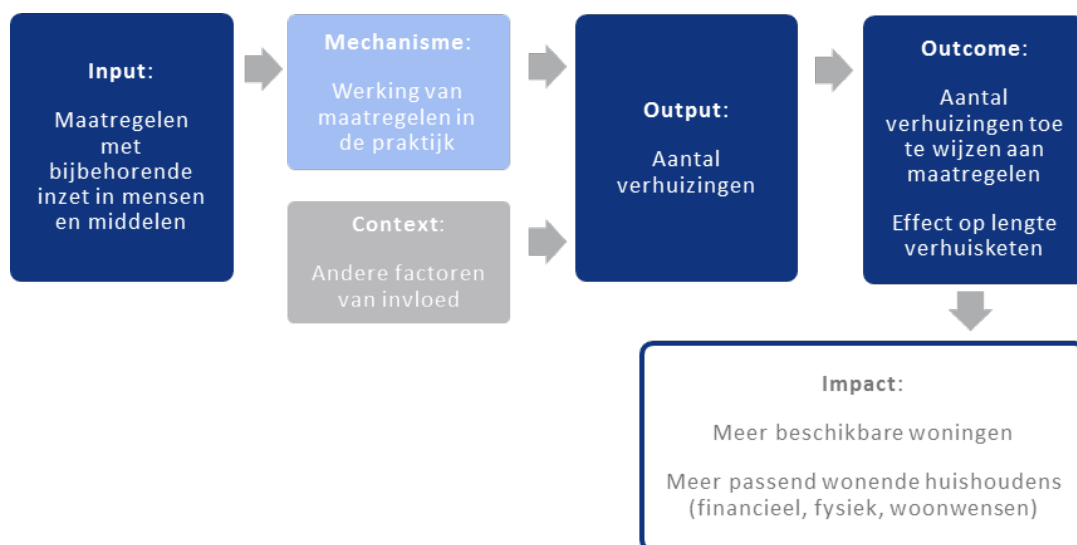 Input:
Maatregelen
met
bijbehorende
inzet in mensen
en middelen
Mechanisme:
Werking van
maatregelen in
de praktijk
Context:
Andere factoren
van invloed
Output:
Aantal
verhuizingen
Outcome:
Aantal
verhuizingen toe
te wijzen aan
maatregelen
Effect op lengte
verhuisketen
Impact:
Meer beschikbare woningen
Meer passend wonende huishoudens
(financieel, fysiek, woonwensen)